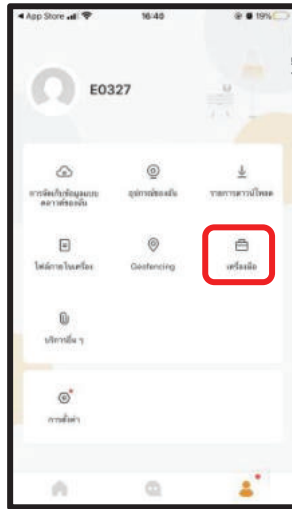 ◀ App Store 16:40 19%
E0327
การจัดเก็บข้อมูลแบบ
คลาวด์ของฉัน
อุปกรณ์ของฉัน
รายการดาวน์โหลด
ไฟล์ภายในเครื่อง
Geofencing
เครื่องมือ
บริการอื่น ๆ
การตั้งค่า